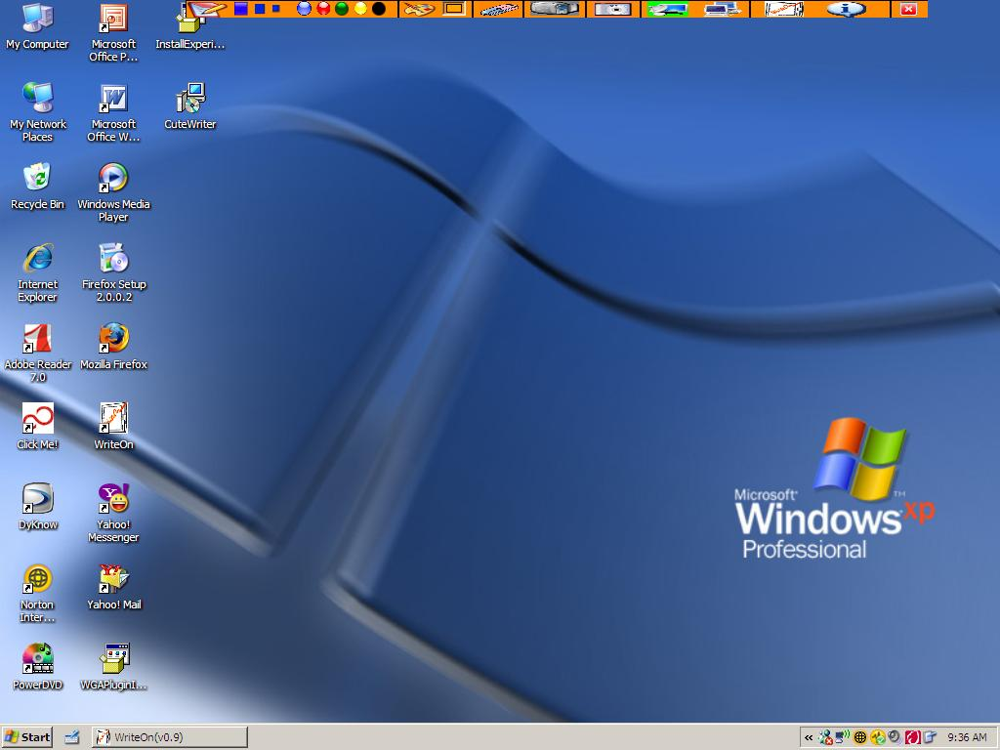 My Computer
Microsoft
Office P...
InstallExperi...
My Network
Places
Microsoft
Office W...
CuteWriter
Recycle Bin
Windows Media
Player
Internet
Explorer
Firefox Setup
2.0.0.2
Adobe Reader
7.0
Mozilla Firefox
Click Me!
WriteOn
DyKnow
Yahoo!
Messenger
Norton
Inter...
Yahoo! Mail
PowerDVD
WGAPluginI...
Microsoft®
Windows xp
TM
Professional
Start
WriteOn(v0.9)
«
9:36 AM